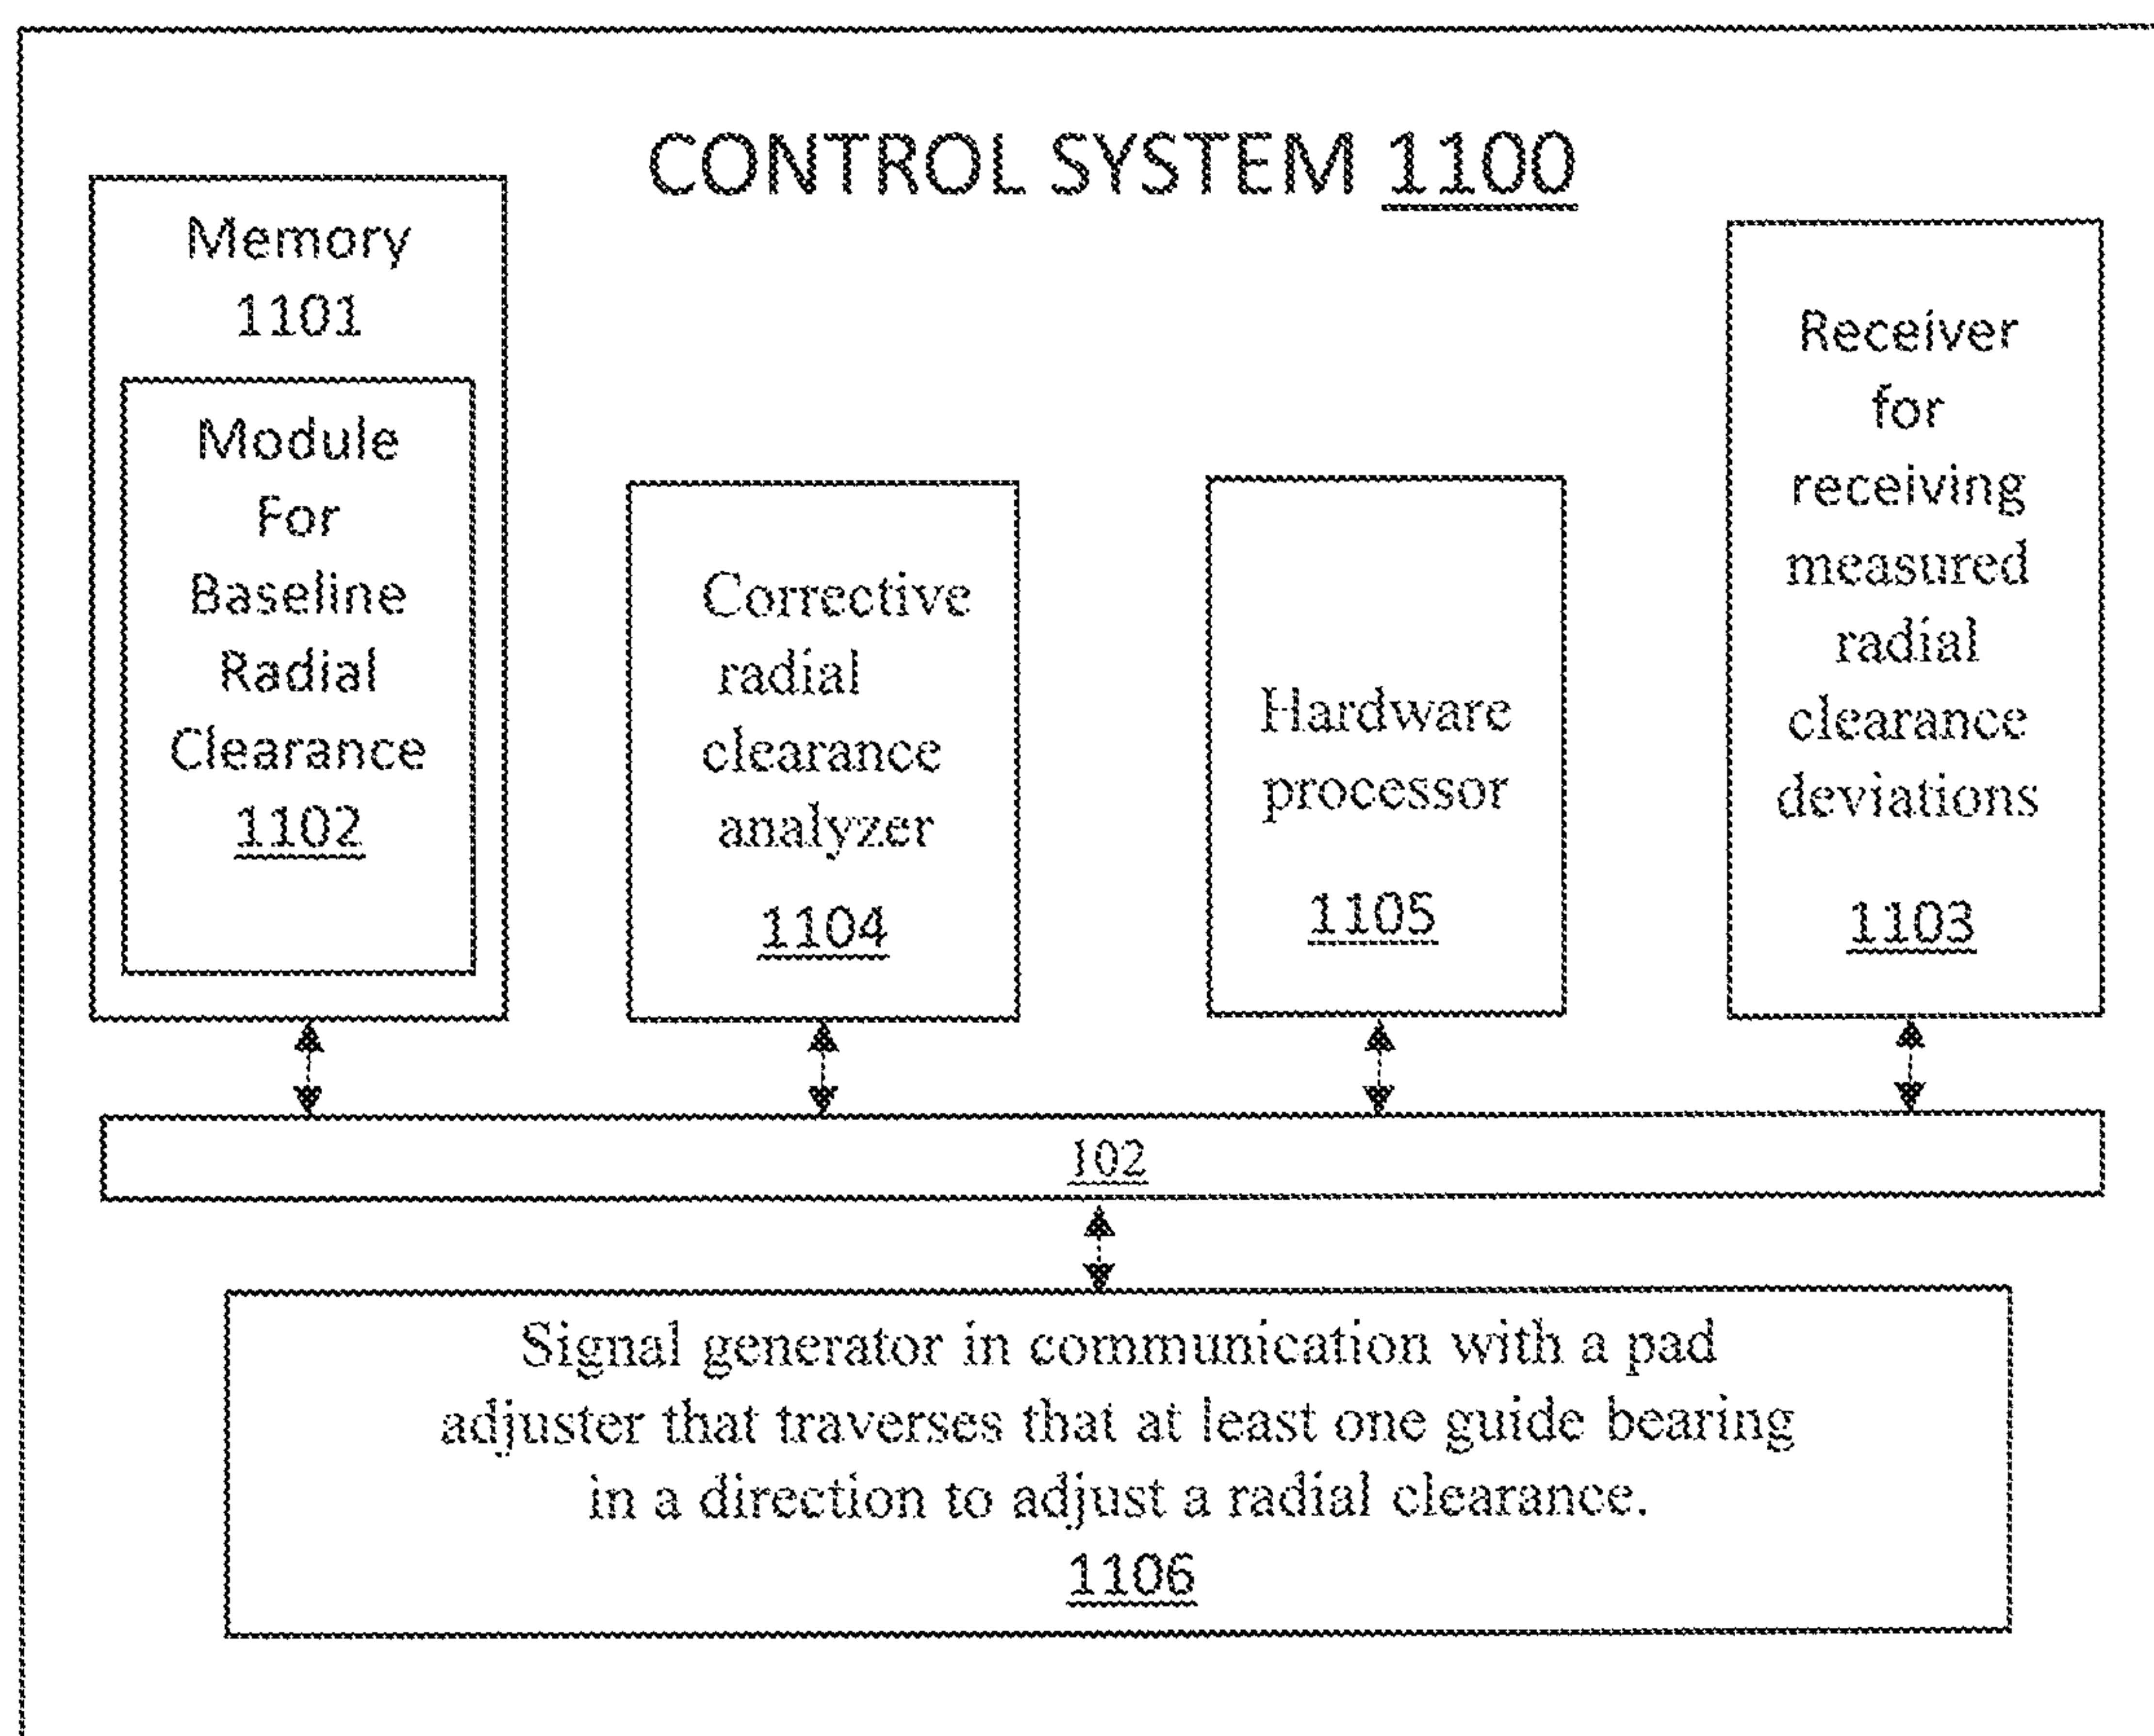 CONTROL SYSTEM 1100
Memory
1101
Module
For
Baseline
Radial
Clearance
1102
Corrective
radial
clearance
analyzer
1104
Hardware
processor
1105
Receiver
for
receiving
measured
radial
clearance
deviations
1103
102
Signal generator in communication with a pad
adjuster that traverses that at least one guide bearing
in a direction to adjust a radial clearance.
1106